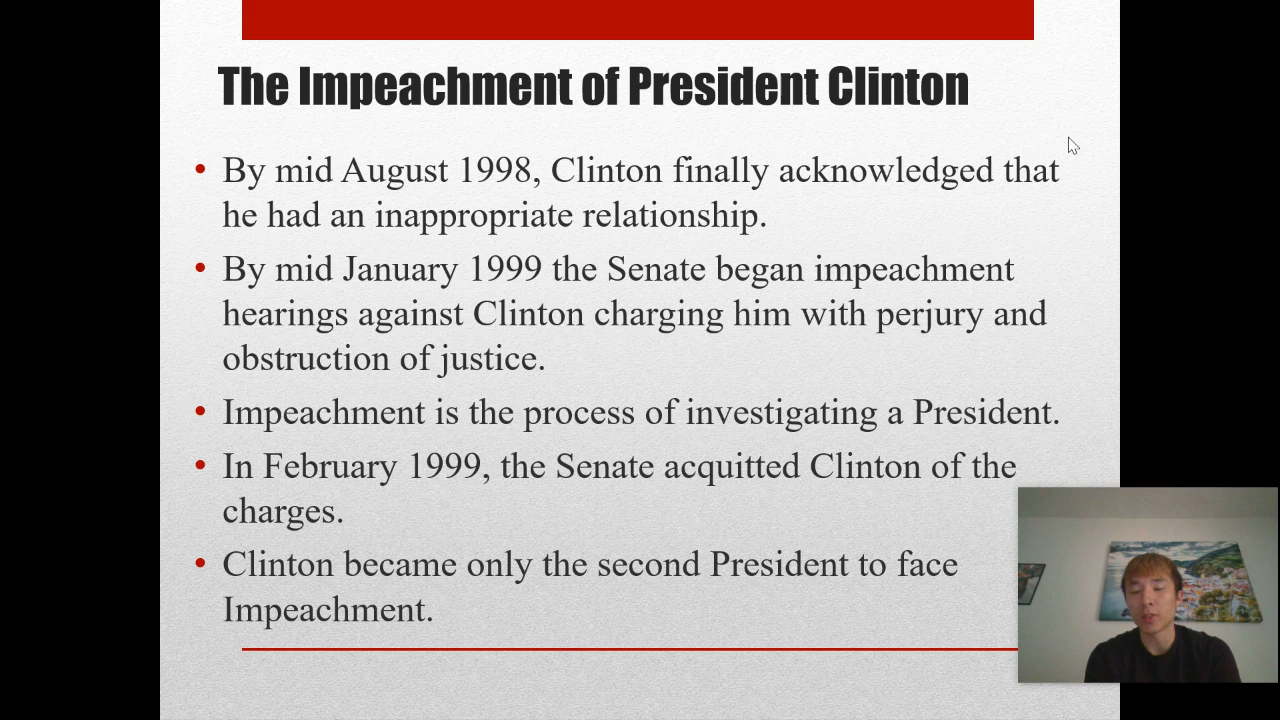 The Impeachment of President Clinton
• By mid August 1998, Clinton finally acknowledged that
he had an inappropriate relationship.
• By mid January 1999 the Senate began impeachment
hearings against Clinton charging him with perjury and
obstruction of justice.
• Impeachment is the process of investigating a President.
• In February 1999, the Senate acquitted Clinton of the
charges.
• Clinton became only the second President to face
Impeachment.